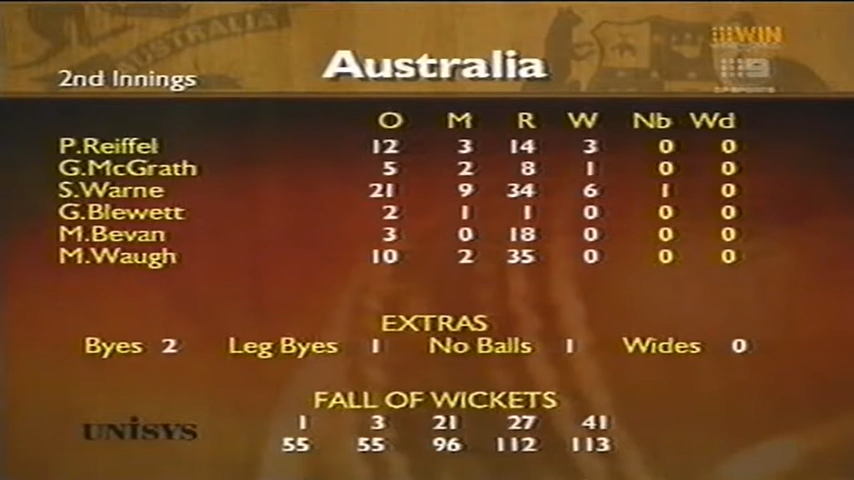 AUSTRALIA
WIN
9
2nd Innings Australia
O M R W Nb Wd
P.Reiffel 12 3 14 3 0 0
G.McGrath 5 2 8 1 0 0
S.Warne 21 9 34 6 1 0
G.Blewett 2 1 1 0 0 0
M.Bevan 3 0 18 0 0 0
M.Waugh 10 2 35 0 0 0
EXTRAS
Byes 2 Leg Byes 1 No Balls 1 Wides 0
FALL OF WICKETS
UNISYS
1 3 21 27 41
55 55 96 112 113